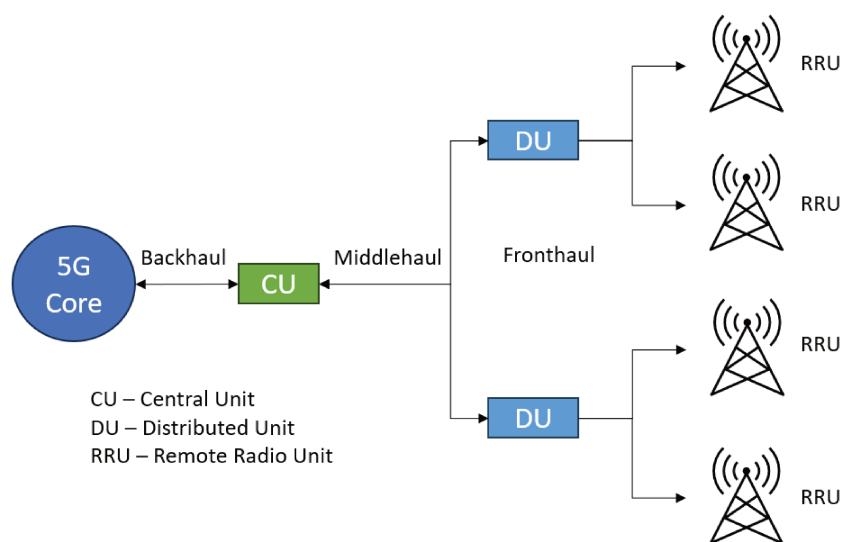 RRU
DU
RRU
Backhaul
Middlehaul
Fronthaul
5G
Core
CU
RRU
CU – Central Unit
DU – Distributed Unit
RRU – Remote Radio Unit
DU
RRU